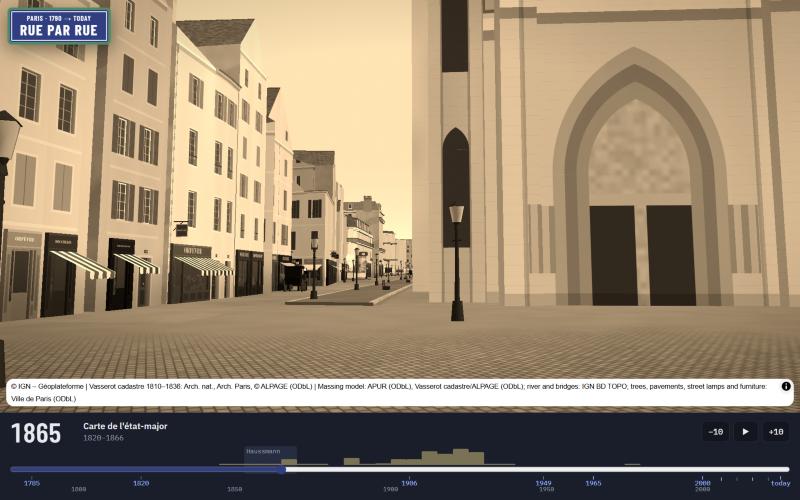 PARIS · 1790 → TODAY
RUE PAR RUE
ORFÈVRE
© IGN – Géoplateforme | Vasserot cadastre 1810–1836: Arch. nat., Arch. Paris, © ALPAGE (ODbL) | Massing model: APUR (ODbL), Vasserot cadastre/ALPAGE (ODbL); river and bridges: IGN BD TOPO; trees, pavements, street lamps and furniture:
Ville de Paris (ODbL)
1865
Carte de l'état-major
1820–1866
−10
+10
Haussmann
1785 1820 1906 1949 1965 2000 today
1800 1850 1900 1950 2000